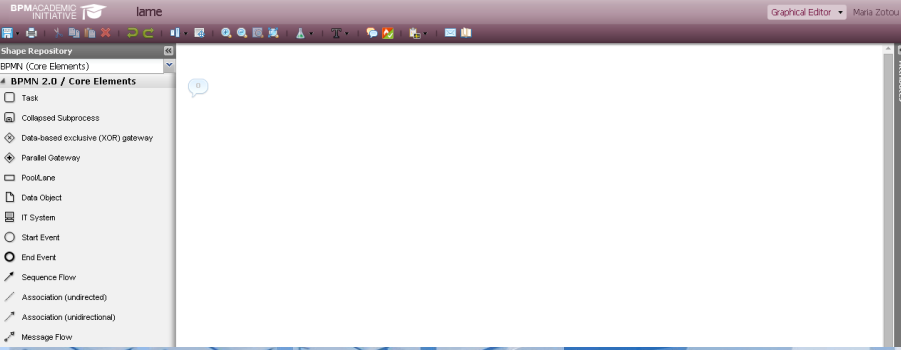 BPMACADEMIC
INITIATIVE
lame
Graphical Editor
Maria Zotou
Shape Repository
BPMN (Core Elements)
BPMN 2.0 / Core Elements
Task
Collapsed Subprocess
Data-based exclusive (XOR) gateway
Parallel Gateway
Pool/Lane
Data Object
IT System
Start Event
End Event
Sequence Flow
Association (undirected)
Association (unidirectional)
Message Flow
0